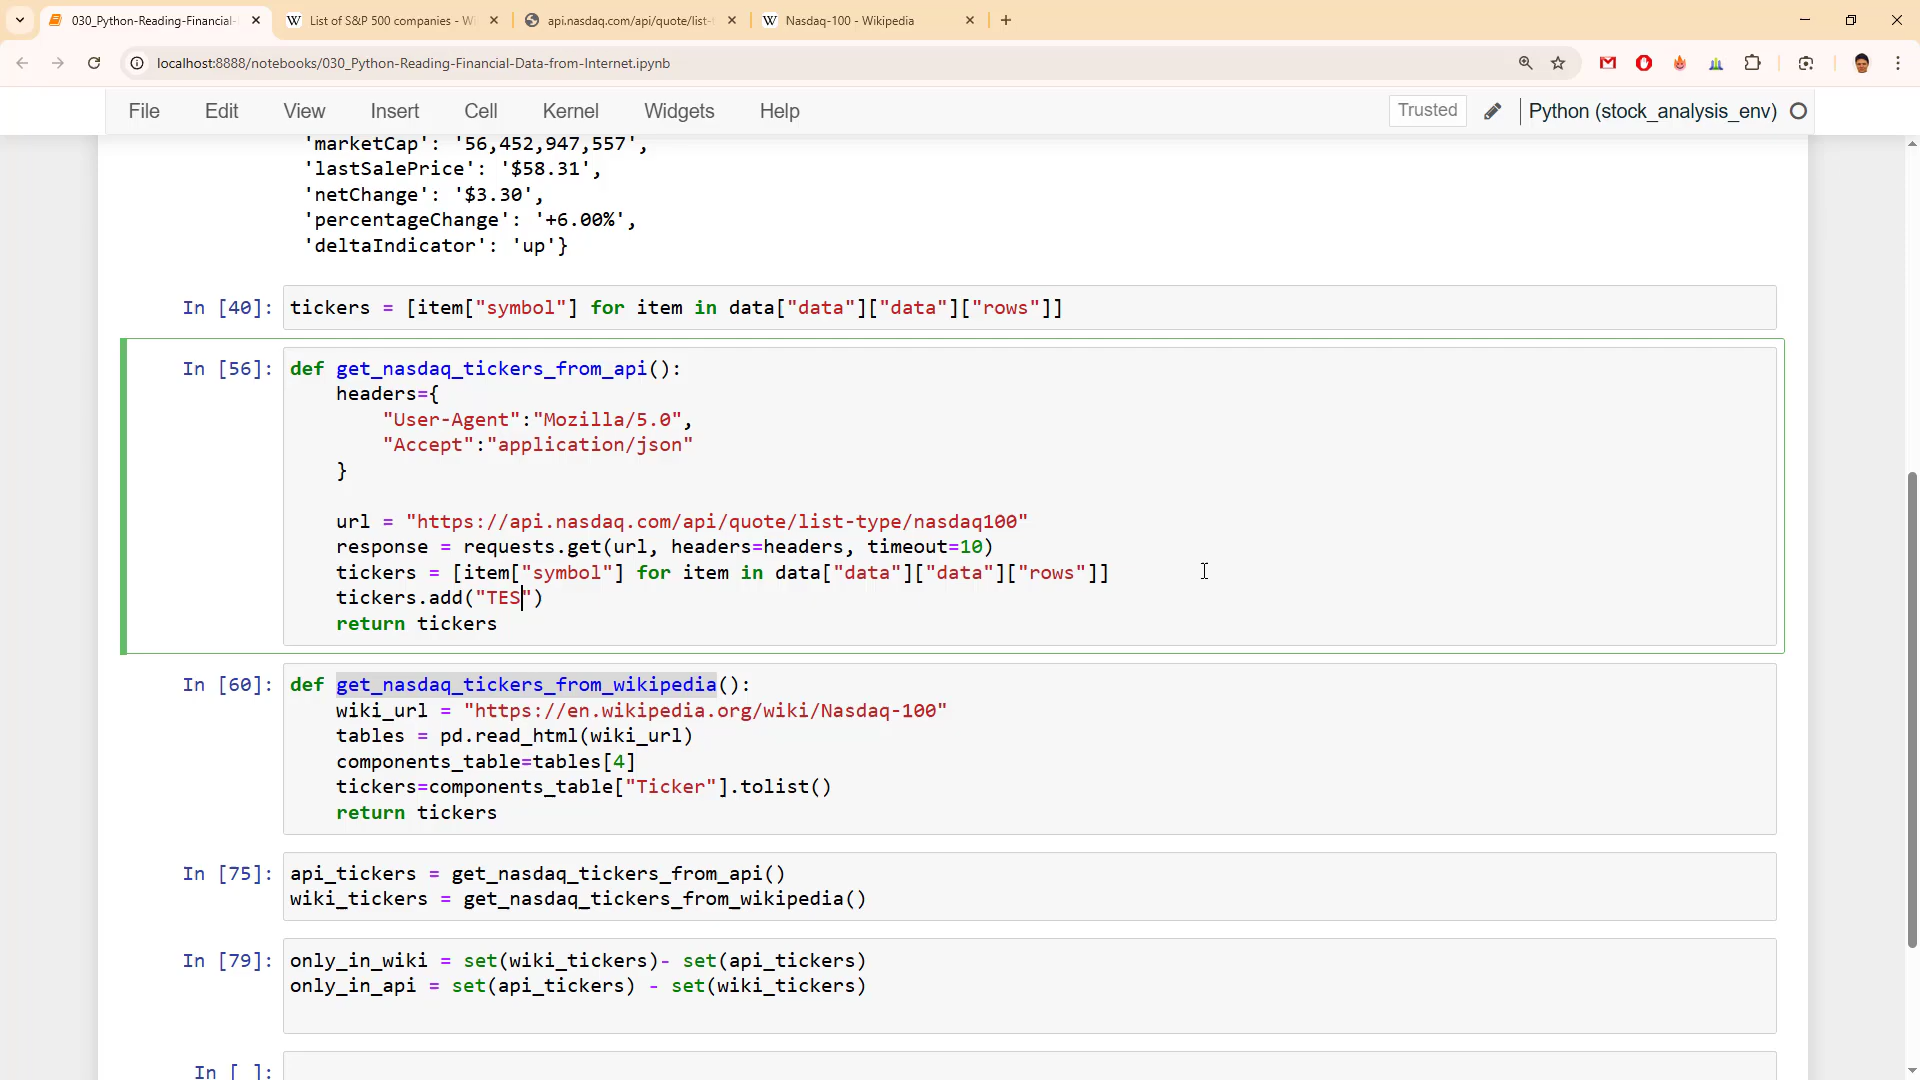 030_Python-Reading-Financial-
List of S&P 500 companies - Wi
api.nasdaq.com/api/quote/list-t
Nasdaq-100 - Wikipedia
localhost:8888/notebooks/030_Python-Reading-Financial-Data-from-Internet.ipynb
File Edit View Insert Cell Kernel Widgets Help Trusted Python (stock_analysis_env)
'marketCap': '56,452,947,557',
'lastSalePrice': '$58.31',
'netChange': '$3.30',
'percentageChange': '+6.00%',
'deltaIndicator': 'up'}
In [40]: tickers = [item["symbol"] for item in data["data"]["data"]["rows"]]
In [56]: def get_nasdaq_tickers_from_api():
headers={
"User-Agent":"Mozilla/5.0",
"Accept":"application/json"
}
url = "https://api.nasdaq.com/api/quote/list-type/nasdaq100"
response = requests.get(url, headers=headers, timeout=10)
tickers = [item["symbol"] for item in data["data"]["data"]["rows"]]
tickers.add("TES")
return tickers
In [60]: def get_nasdaq_tickers_from_wikipedia():
wiki_url = "https://en.wikipedia.org/wiki/Nasdaq-100"
tables = pd.read_html(wiki_url)
components_table=tables[4]
tickers=components_table["Ticker"].tolist()
return tickers
In [75]: api_tickers = get_nasdaq_tickers_from_api()
wiki_tickers = get_nasdaq_tickers_from_wikipedia()
In [79]: only_in_wiki = set(wiki_tickers)- set(api_tickers)
only_in_api = set(api_tickers) - set(wiki_tickers)
In [ ]: